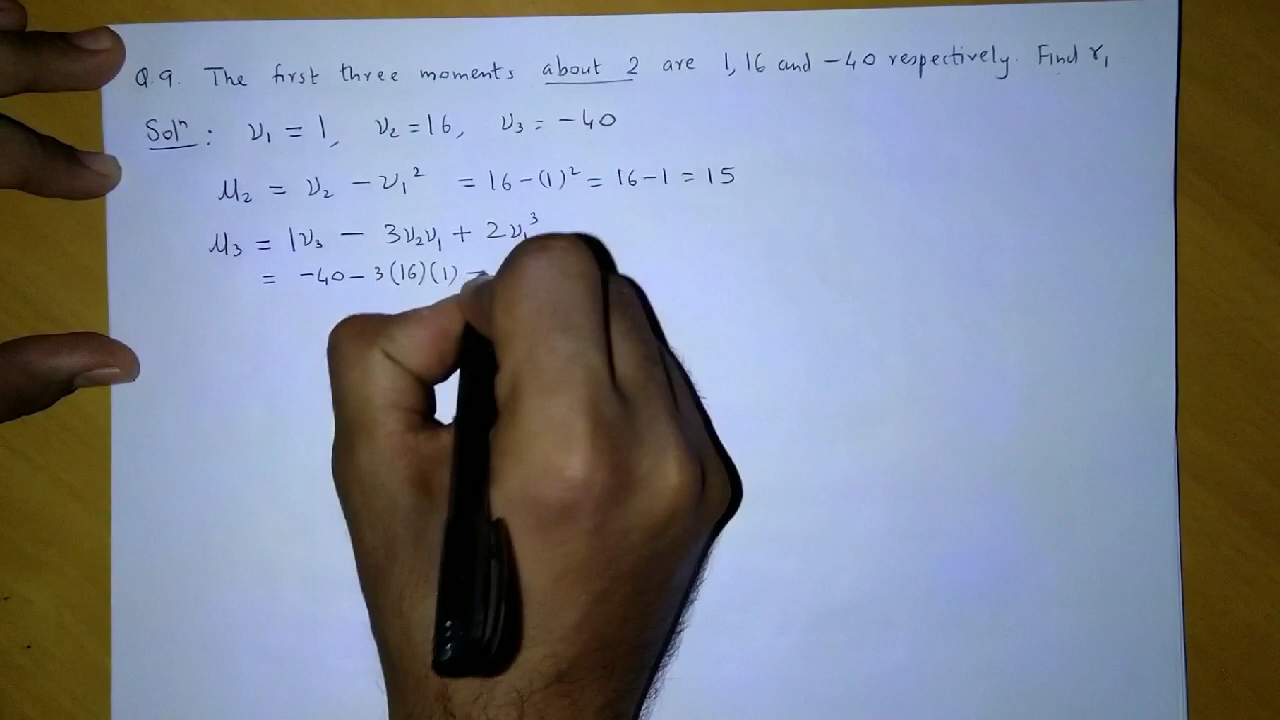 Q 9. The first three moments about 2 are 1, 16 and -40 respectively. Find γ₁
Solⁿ : ν₁ = 1, ν₂ = 16, ν₃ = -40
μ₂ = ν₂ - ν₁² = 16 - (1)² = 16 - 1 = 15
μ₃ = 1ν₃ - 3ν₂ν₁ + 2ν₁³
= -40 - 3(16)(1)